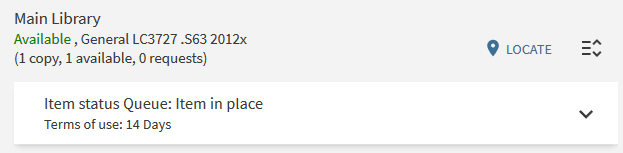 Main Library
Available , General LC3727 .S63 2012x
(1 copy, 1 available, 0 requests)
LOCATE
Item status Queue: Item in place
Terms of use: 14 Days